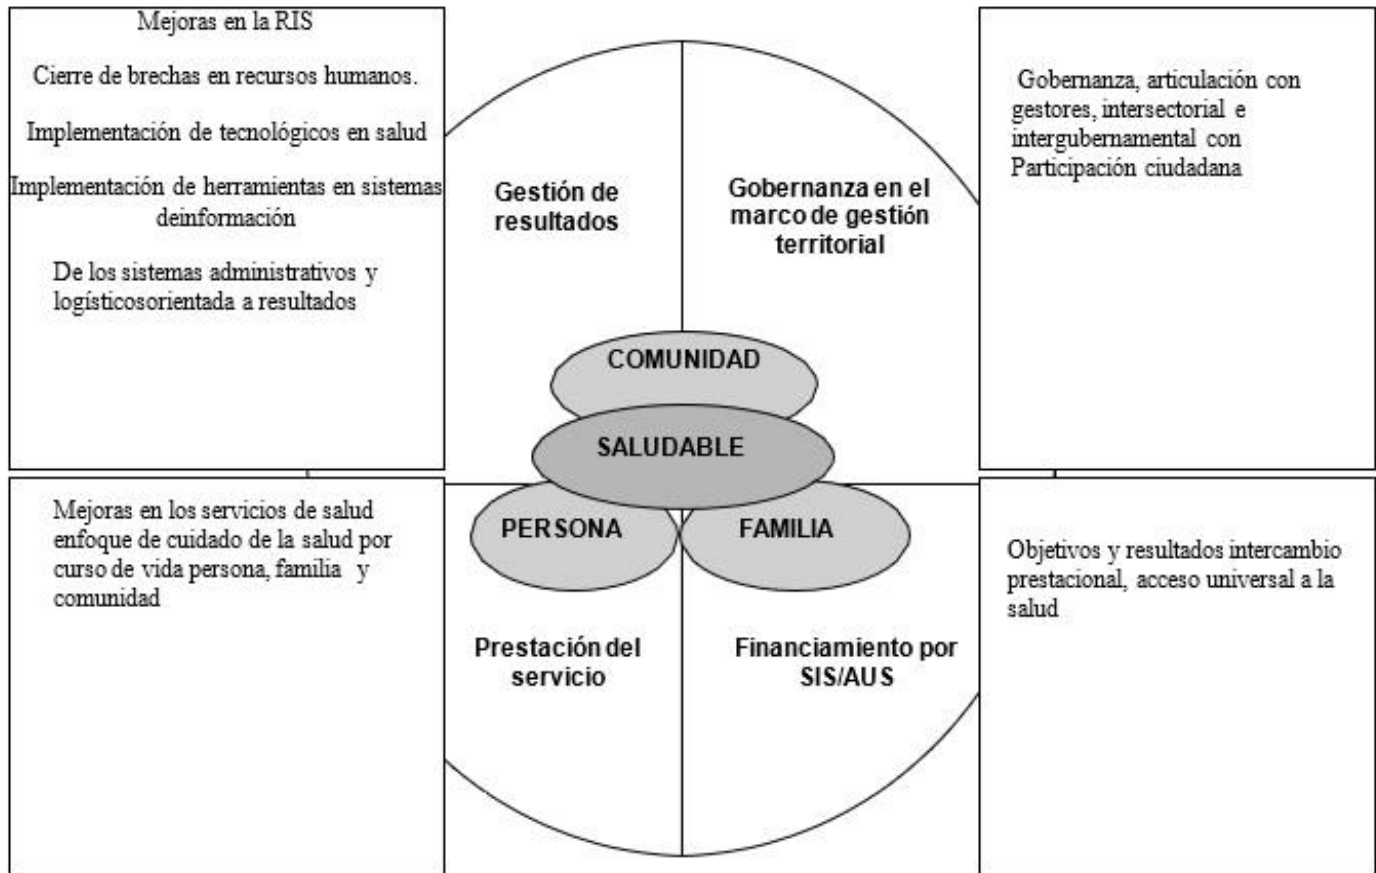 Mejoras en la RIS
Cierre de brechas en recursos humanos.
Implementación de tecnológicos en salud
Implementación de herramientas en sistemas
deinformación
De los sistemas administrativos y
logísticosorientada a resultados
Gestión de
resultados
Gobernanza en el
marco de gestión
territorial
Gobernanza, articulación con
gestores, intersectorial e
intergubernamental con
Participación ciudadana
COMUNIDAD
SALUDABLE
PERSONA
FAMILIA
Mejoras en los servicios de salud
enfoque de cuidado de la salud por
curso de vida persona, familia y
comunidad
Prestación del
servicio
Financiamiento por
SIS/AUS
Objetivos y resultados intercambio
prestacional, acceso universal a la
salud